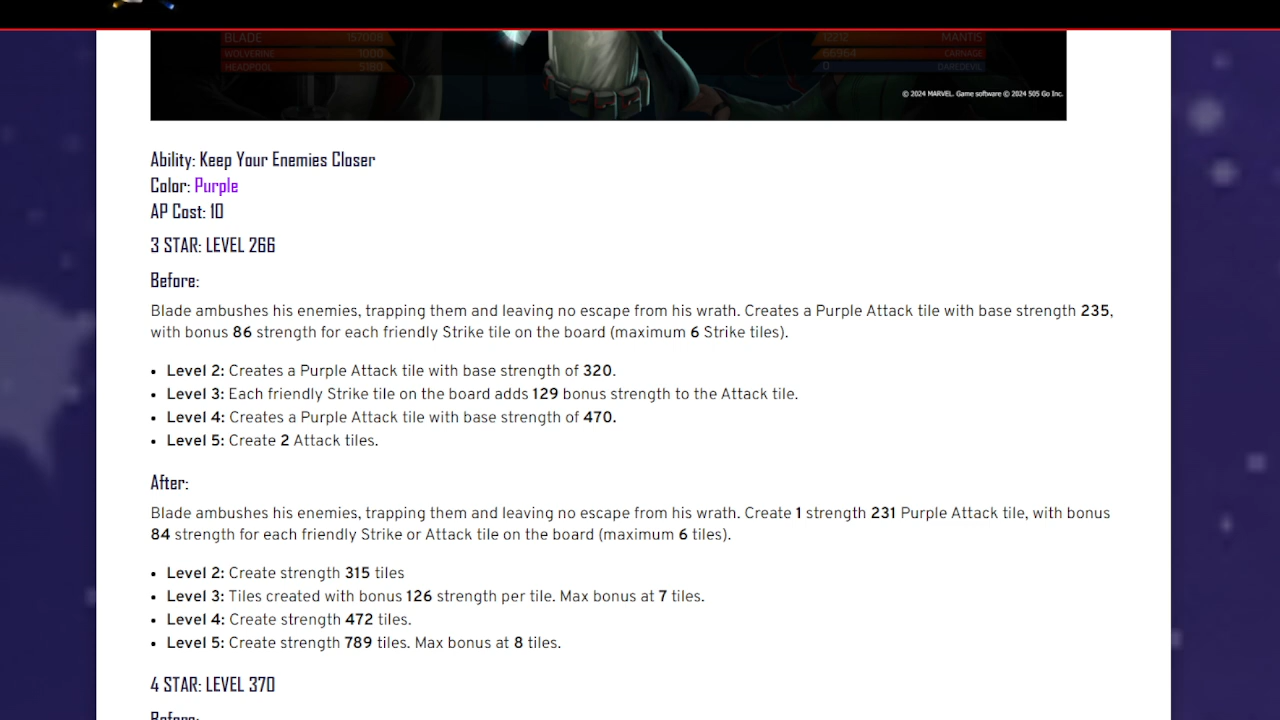 BLADE 157008 MANTIS
WOLVERINE 1000 66964 CARNAGE
HEADPOOL 5180 0 DAREDEVIL
© 2024 MARVEL. Game software © 2024 505 Go Inc.
Ability: Keep Your Enemies Closer
Color: Purple
AP Cost: 10
3 STAR: LEVEL 266
Before:
Blade ambushes his enemies, trapping them and leaving no escape from his wrath. Creates a Purple Attack tile with base strength 235,
with bonus 86 strength for each friendly Strike tile on the board (maximum 6 Strike tiles).
• Level 2: Creates a Purple Attack tile with base strength of 320.
• Level 3: Each friendly Strike tile on the board adds 129 bonus strength to the Attack tile.
• Level 4: Creates a Purple Attack tile with base strength of 470.
• Level 5: Create 2 Attack tiles.
After:
Blade ambushes his enemies, trapping them and leaving no escape from his wrath. Create 1 strength 231 Purple Attack tile, with bonus
84 strength for each friendly Strike or Attack tile on the board (maximum 6 tiles).
• Level 2: Create strength 315 tiles
• Level 3: Tiles created with bonus 126 strength per tile. Max bonus at 7 tiles.
• Level 4: Create strength 472 tiles.
• Level 5: Create strength 789 tiles. Max bonus at 8 tiles.
4 STAR: LEVEL 370
Before: